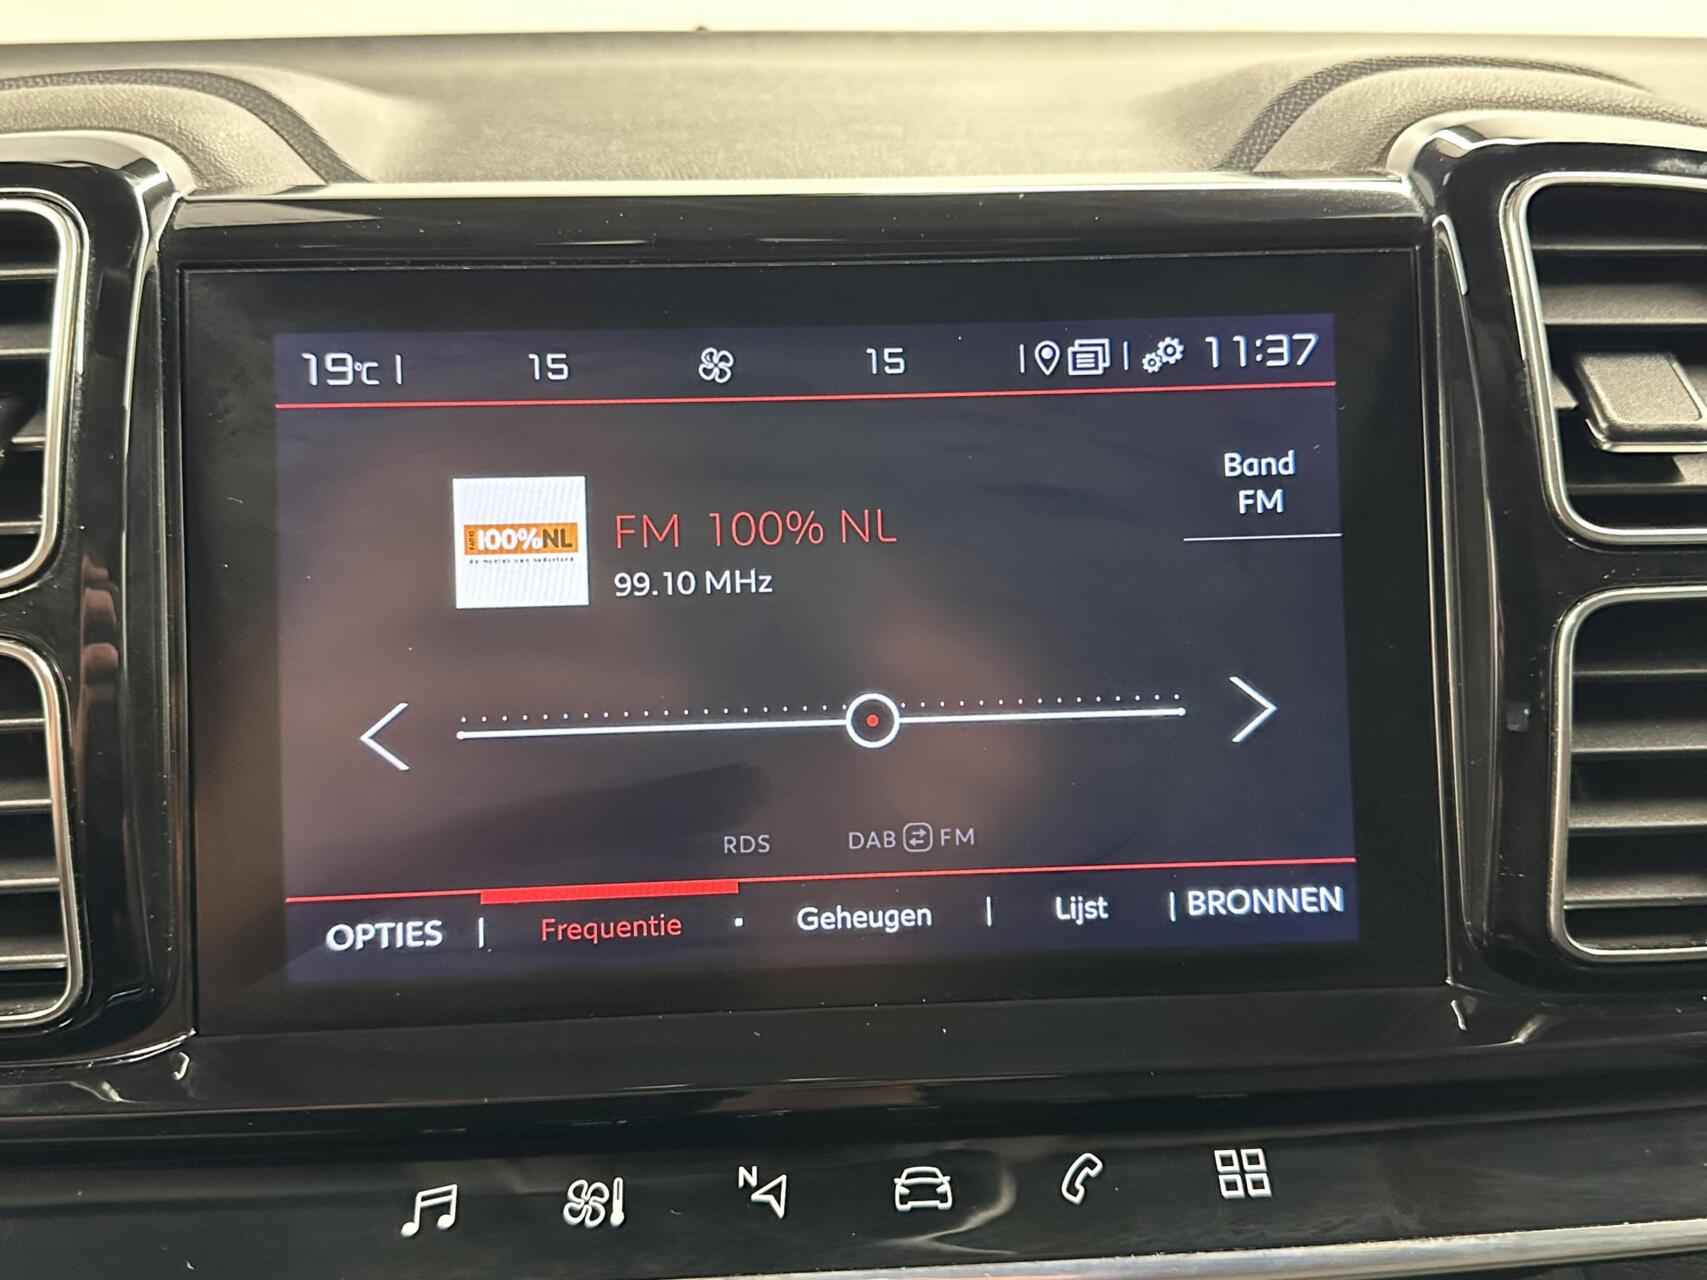 19°C | 15 15 | | 11:37
Band
FM
RADIO 100%NL
FM 100% NL
99.10 MHz
RDS DAB FM
OPTIES | Frequentie · Geheugen | Lijst | BRONNEN
N